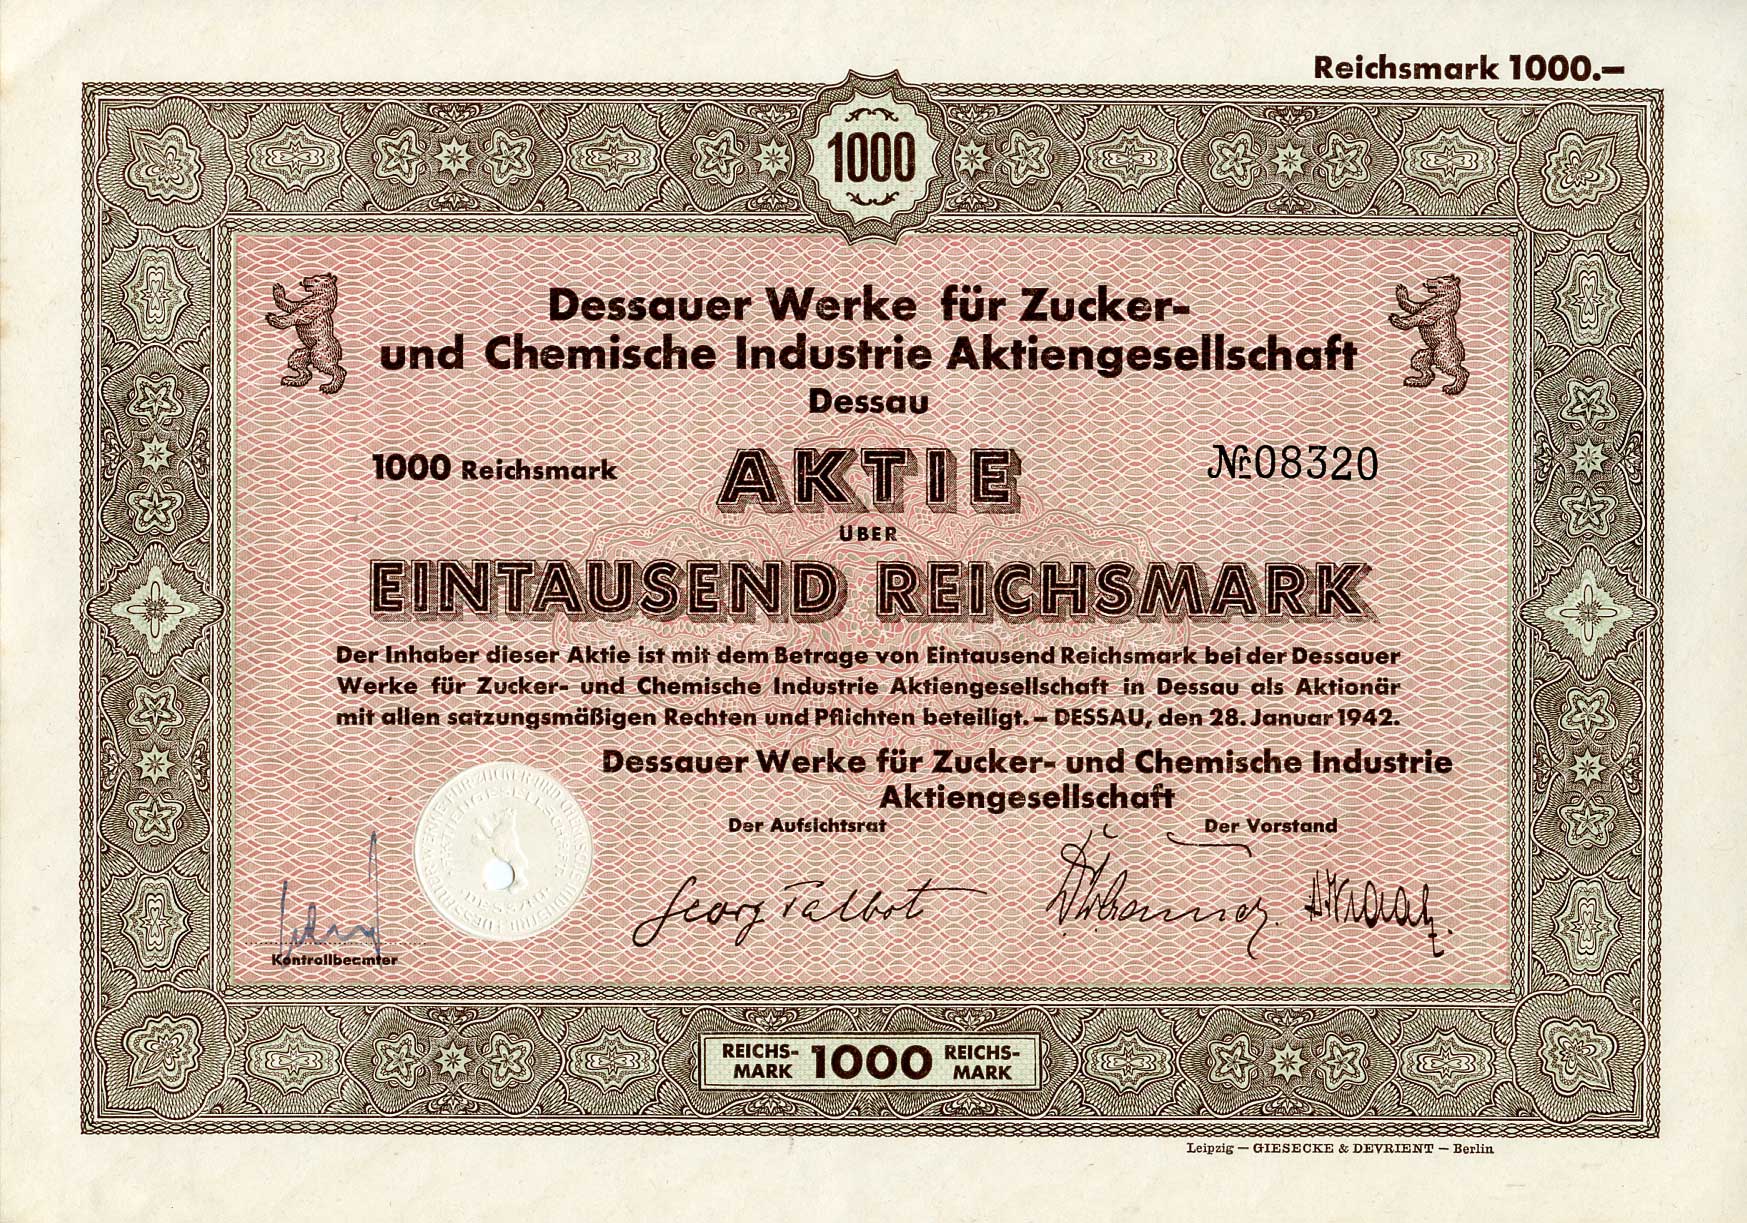 Reichsmark 1000.—
1000
Dessauer Werke für Zucker-
und Chemische Industrie Aktiengesellschaft
Dessau
1000 Reichsmark
AKTIE
№ 08320
ÜBER
EINTAUSEND REICHSMARK
Der Inhaber dieser Aktie ist mit dem Betrage von Eintausend Reichsmark bei der Dessauer
Werke für Zucker- und Chemische Industrie Aktiengesellschaft in Dessau als Aktionär
mit allen satzungsmäßigen Rechten und Pflichten beteiligt. – DESSAU, den 28. Januar 1942.
Dessauer Werke für Zucker- und Chemische Industrie
Aktiengesellschaft
Der Aufsichtsrat
Der Vorstand
Georg Talbot
Kontrollbeamter
REICHS-
MARK
1000
REICHS-
MARK
Leipzig — GIESECKE & DEVRIENT — Berlin